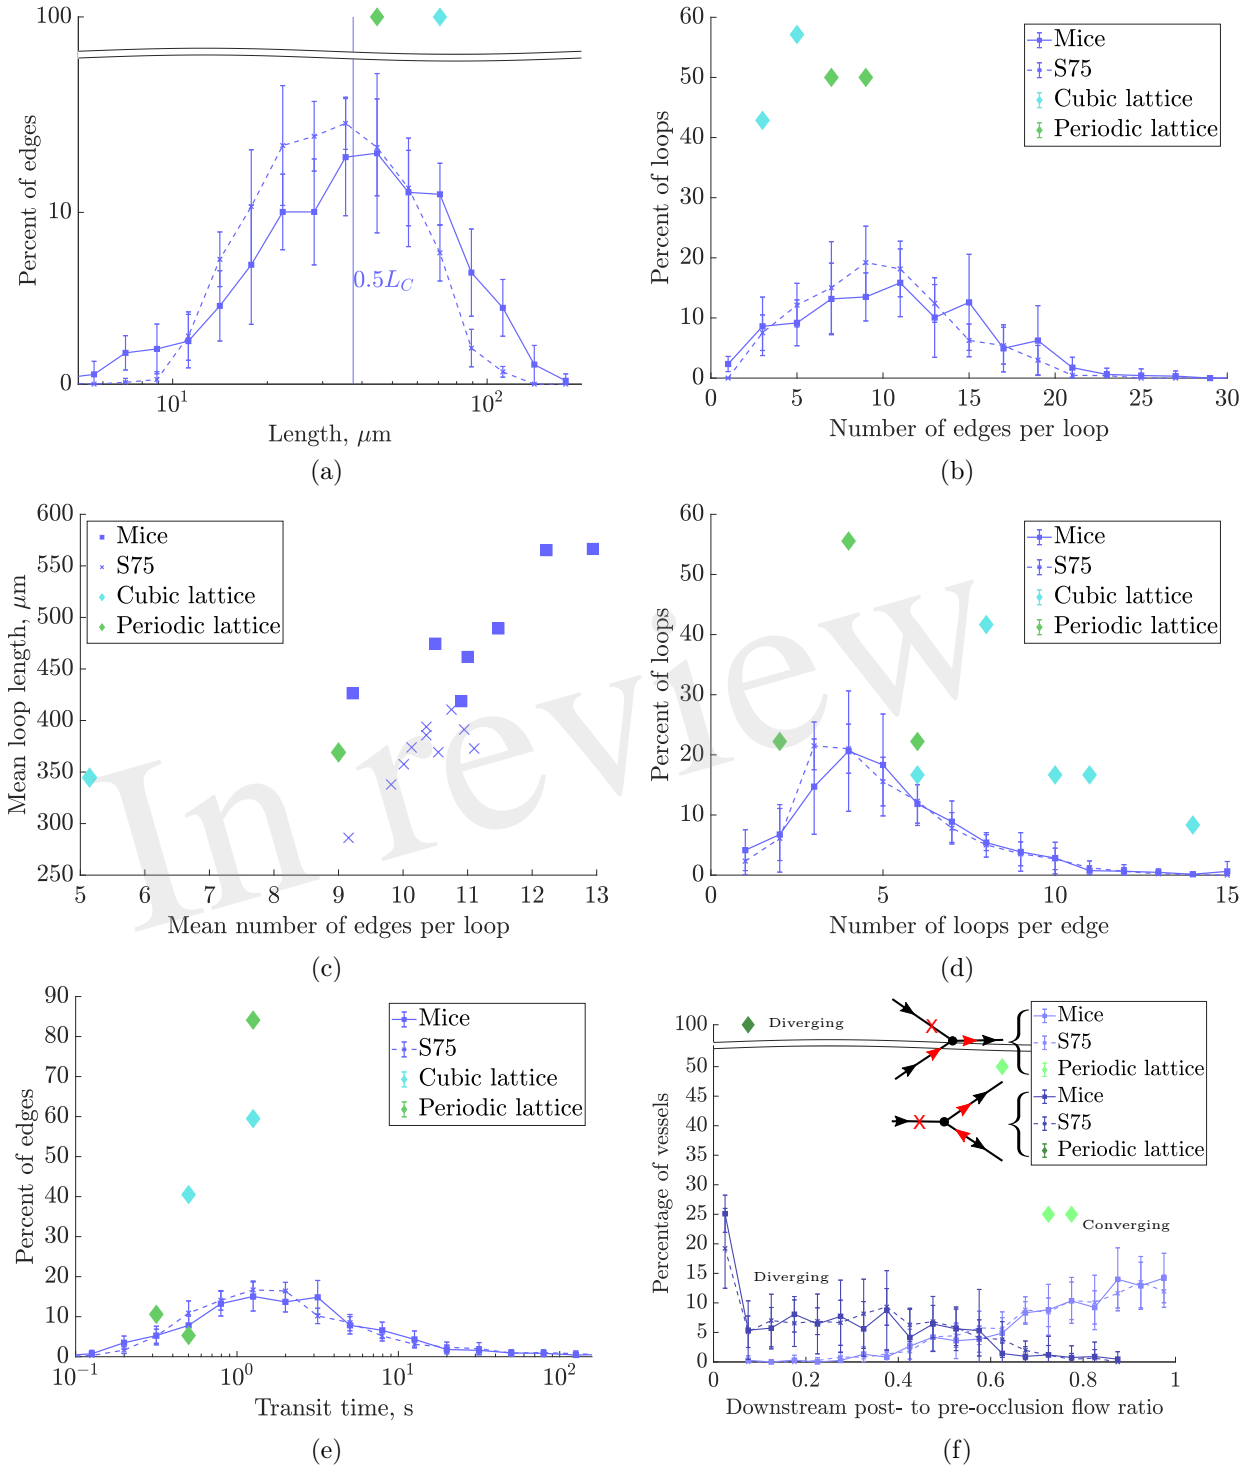 100
10
0
Percent of edges
0.5L_C
10^1
10^2
Length, μm
(a)
60
50
40
30
20
10
0
Percent of loops
Mice
S75
Cubic lattice
Periodic lattice
0 5 10 15 20 25 30
Number of edges per loop
(b)
600
550
500
450
400
350
300
250
Mean loop length, μm
Mice
S75
Cubic lattice
Periodic lattice
5 6 7 8 9 10 11 12 13
Mean number of edges per loop
(c)
60
50
40
30
20
10
0
Percent of loops
Mice
S75
Cubic lattice
Periodic lattice
0 5 10 15
Number of loops per edge
(d)
In review
90
80
70
60
50
40
30
20
10
0
Percent of edges
Mice
S75
Cubic lattice
Periodic lattice
10^-1 10^0 10^1 10^2
Transit time, s
(e)
100
50
45
40
35
30
25
20
15
10
5
0
Percentage of vessels
Diverging
Mice
S75
Periodic lattice
Mice
S75
Periodic lattice
Converging
Diverging
0 0.2 0.4 0.6 0.8 1
Downstream post- to pre-occlusion flow ratio
(f)